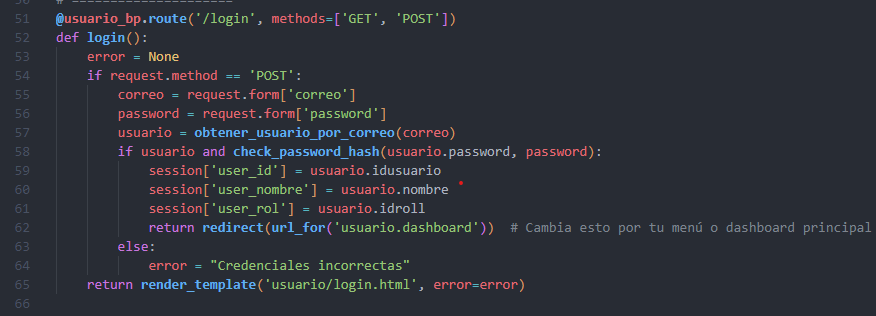 50 # =====================
51 @usuario_bp.route('/login', methods=['GET', 'POST'])
52 def login():
53     error = None
54     if request.method == 'POST':
55         correo = request.form['correo']
56         password = request.form['password']
57         usuario = obtener_usuario_por_correo(correo)
58         if usuario and check_password_hash(usuario.password, password):
59             session['user_id'] = usuario.idusuario
60             session['user_nombre'] = usuario.nombre
61             session['user_rol'] = usuario.idroll
62             return redirect(url_for('usuario.dashboard'))  # Cambia esto por tu menú o dashboard principal
63         else:
64             error = "Credenciales incorrectas"
65     return render_template('usuario/login.html', error=error)
66